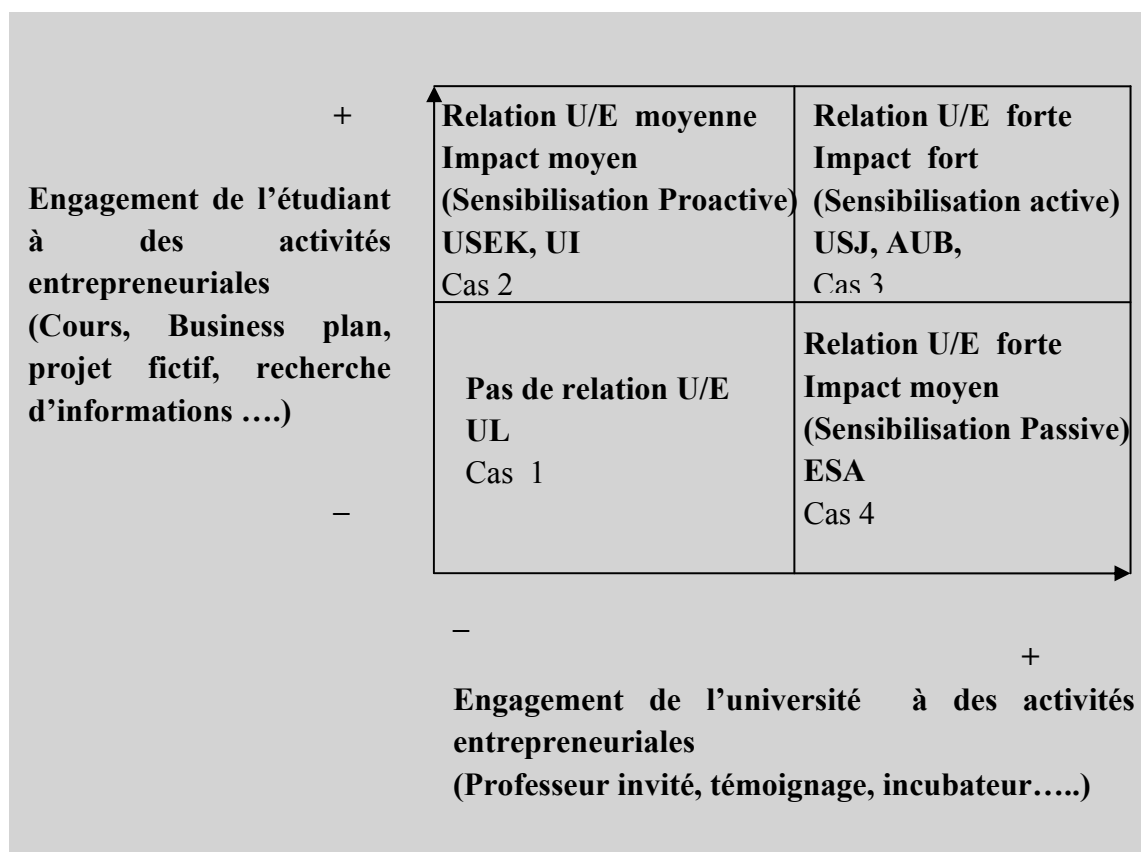 +
Engagement de l’étudiant
à des activités
entrepreneuriales
(Cours, Business plan,
projet fictif, recherche
d’informations ….)
–
Relation U/E moyenne
Impact moyen
(Sensibilisation Proactive)
USEK, UI
Cas 2
Relation U/E forte
Impact fort
(Sensibilisation active)
USJ, AUB,
Cas 3
Pas de relation U/E
UL
Cas 1
Relation U/E forte
Impact moyen
(Sensibilisation Passive)
ESA
Cas 4
–
+
Engagement de l’université à des activités
entrepreneuriales
(Professeur invité, témoignage, incubateur…..)